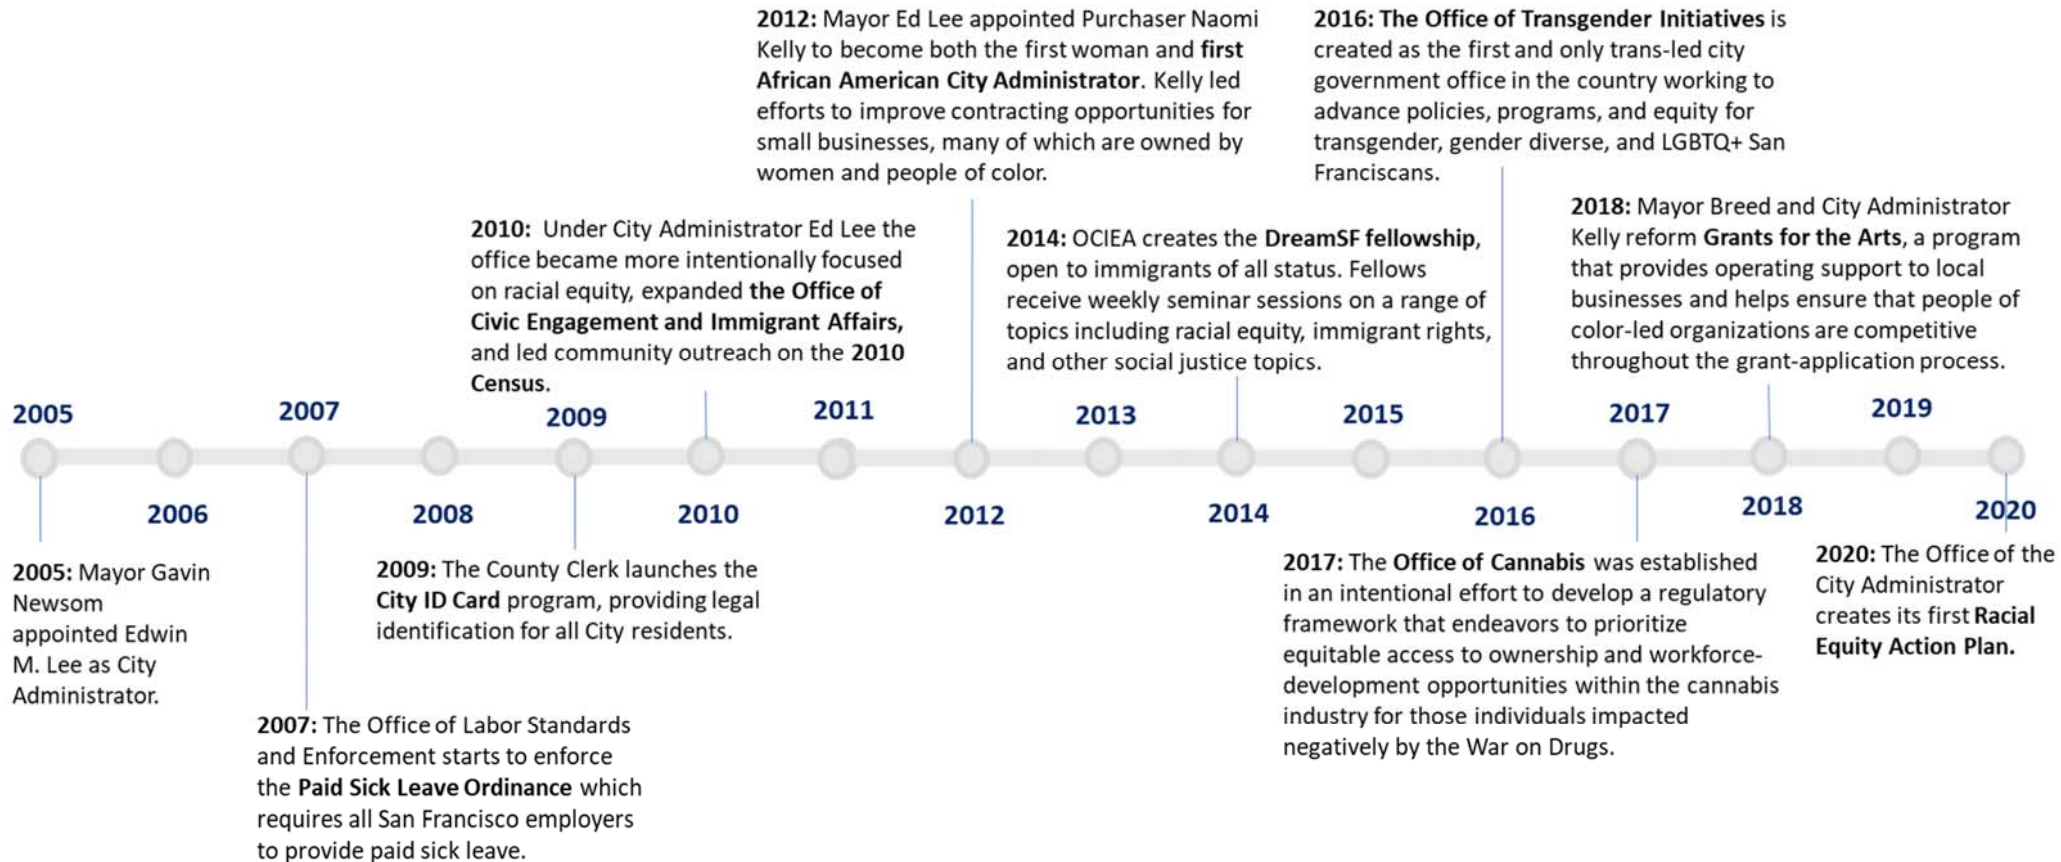 2012: Mayor Ed Lee appointed Purchaser Naomi
Kelly to become both the first woman and first
African American City Administrator. Kelly led
efforts to improve contracting opportunities for
small businesses, many of which are owned by
women and people of color.
2016: The Office of Transgender Initiatives is
created as the first and only trans-led city
government office in the country working to
advance policies, programs, and equity for
transgender, gender diverse, and LGBTQ+ San
Franciscans.
2010: Under City Administrator Ed Lee the
office became more intentionally focused
on racial equity, expanded the Office of
Civic Engagement and Immigrant Affairs,
and led community outreach on the 2010
Census.
2014: OCIEA creates the DreamSF fellowship,
open to immigrants of all status. Fellows
receive weekly seminar sessions on a range of
topics including racial equity, immigrant rights,
and other social justice topics.
2018: Mayor Breed and City Administrator
Kelly reform Grants for the Arts, a program
that provides operating support to local
businesses and helps ensure that people of
color-led organizations are competitive
throughout the grant-application process.
2005
2007
2009
2011
2013
2015
2017
2019
2006
2008
2010
2012
2014
2016
2018
2020
2005: Mayor Gavin
Newsom
appointed Edwin
M. Lee as City
Administrator.
2007: The Office of Labor Standards
and Enforcement starts to enforce
the Paid Sick Leave Ordinance which
requires all San Francisco employers
to provide paid sick leave.
2009: The County Clerk launches the
City ID Card program, providing legal
identification for all City residents.
2017: The Office of Cannabis was established
in an intentional effort to develop a regulatory
framework that endeavors to prioritize
equitable access to ownership and workforce-
development opportunities within the cannabis
industry for those individuals impacted
negatively by the War on Drugs.
2020: The Office of the
City Administrator
creates its first Racial
Equity Action Plan.